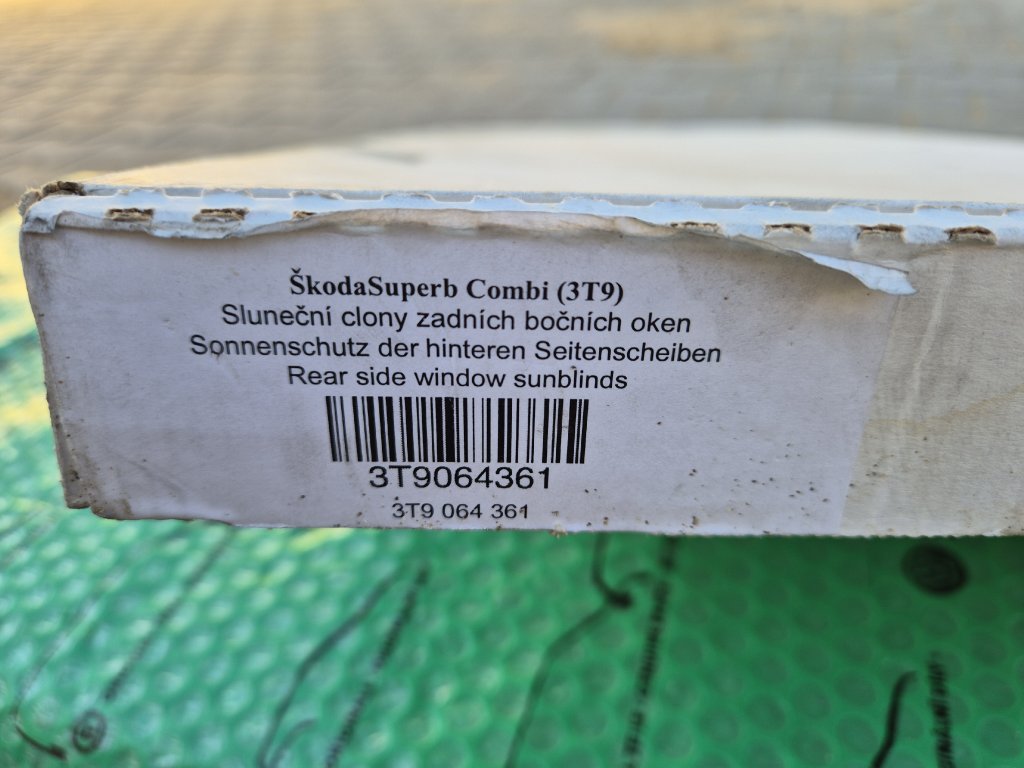 ŠkodaSuperb Combi (3T9)
Sluneční clony zadních bočních oken
Sonnenschutz der hinteren Seitenscheiben
Rear side window sunblinds
3T9064361
3T9 064 361